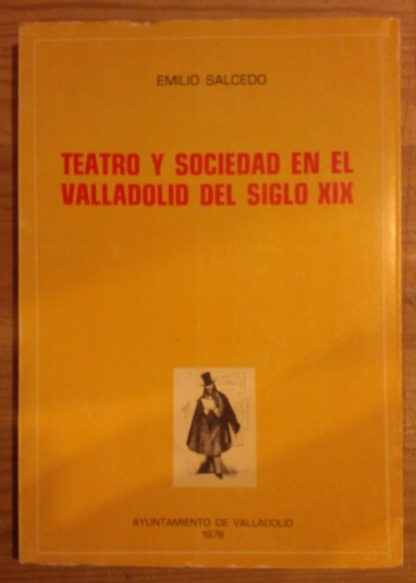 EMILIO SALCEDO
TEATRO Y SOCIEDAD EN EL
VALLADOLID DEL SIGLO XIX
AYUNTAMIENTO DE VALLADOLID
1978